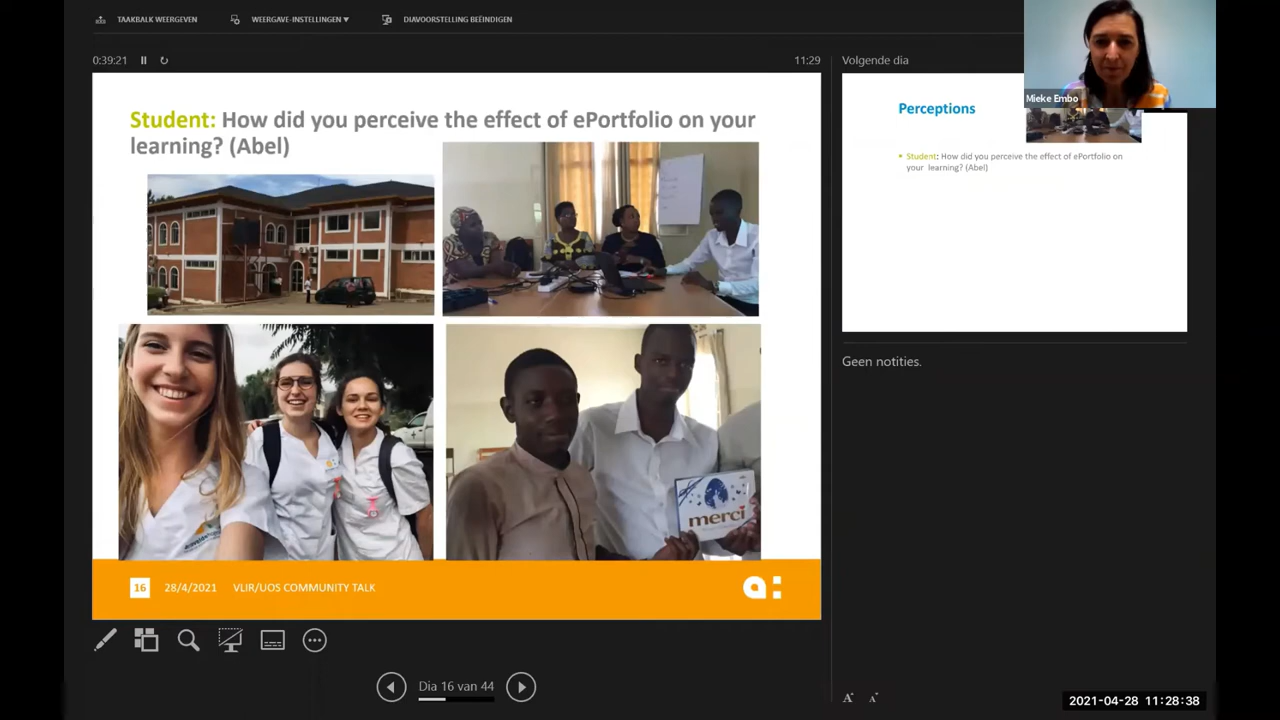 TAAKBALK WEERGEVEN
WEERGAVE-INSTELLINGEN ▼
DIAVOORSTELLING BEËINDIGEN
0:39:21
11:29
Volgende dia
Mieke Embo
Student: How did you perceive the effect of ePortfolio on your
learning? (Abel)
merci
16
28/4/2021
VLIR/UOS COMMUNITY TALK
a:
Perceptions
Student: How did you perceive the effect of ePortfolio on
your learning? (Abel)
Geen notities.
Dia 16 van 44
2021-04-28 11:28:38